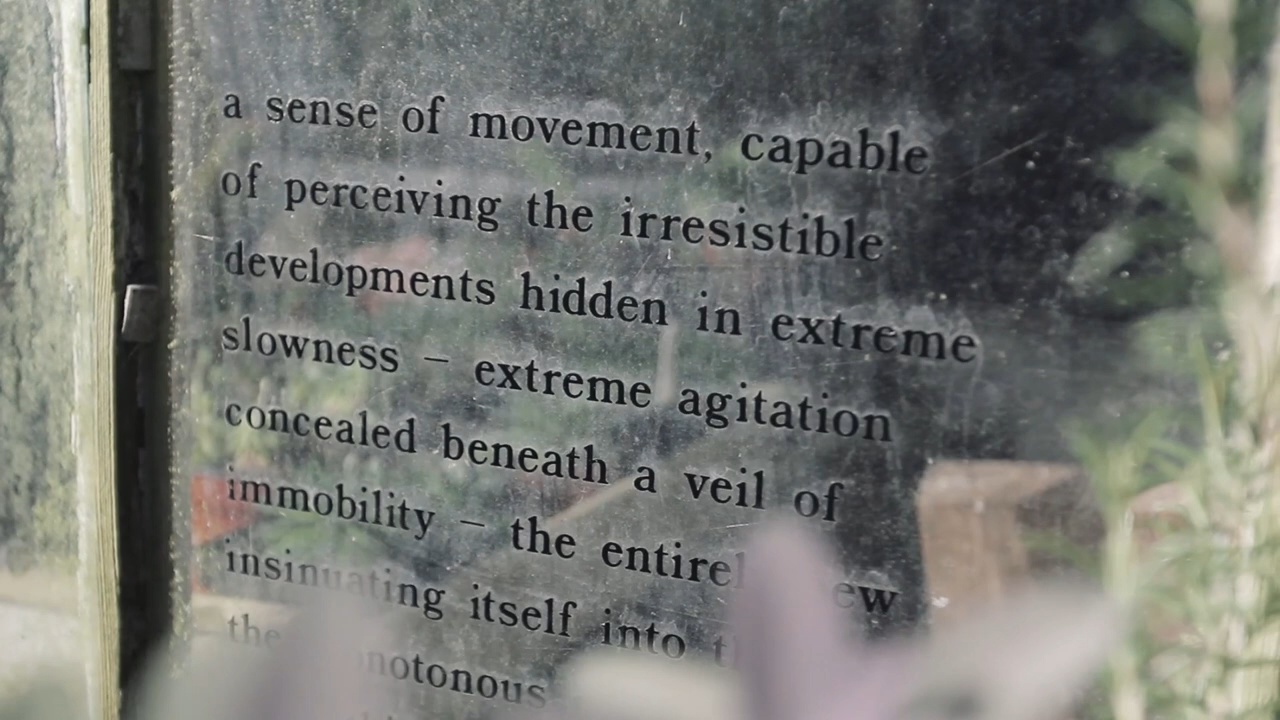 a sense of movement, capable
of perceiving the irresistible
developments hidden in extreme
slowness – extreme agitation
concealed beneath a veil of
immobility – the
insinuating itself into
the